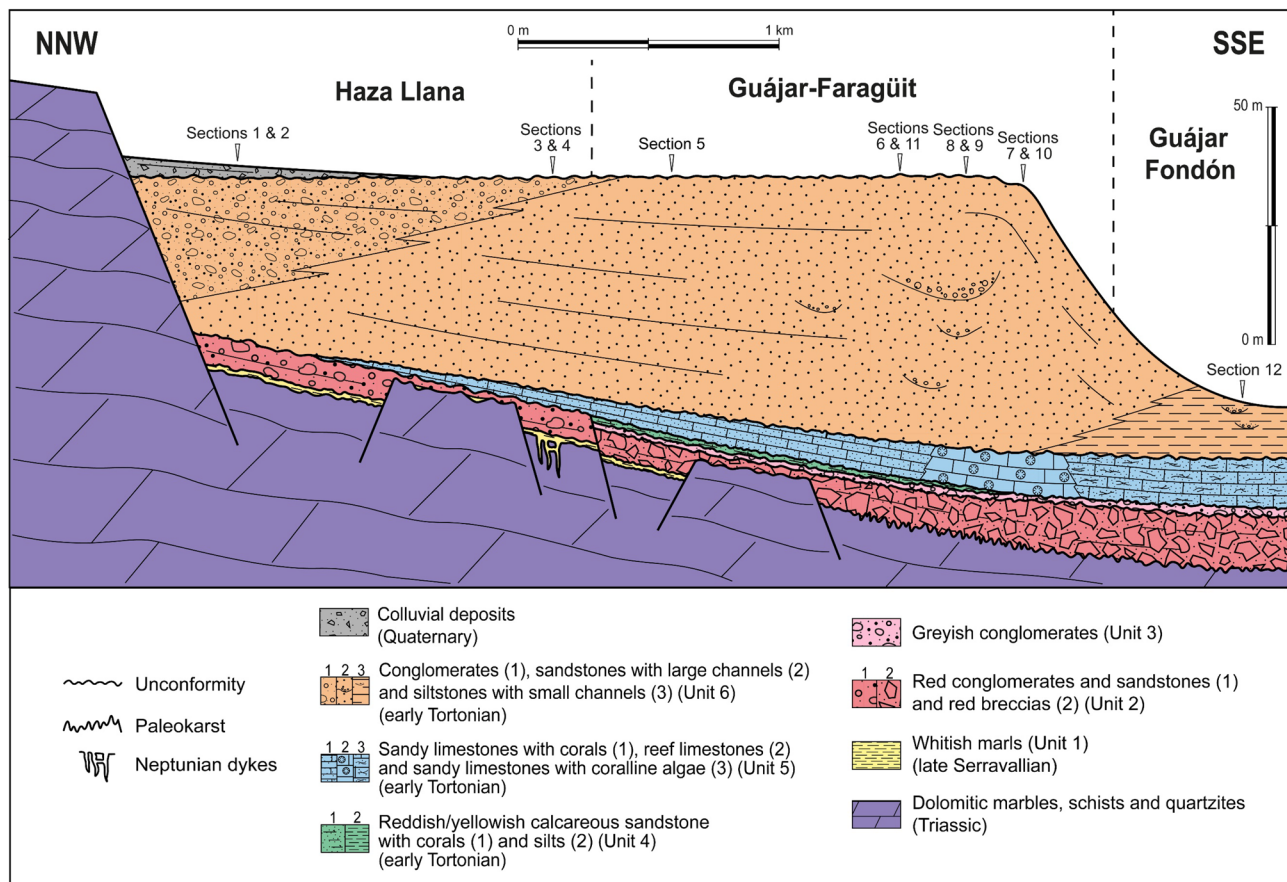 NNW
0 m
1 km
SSE
Haza Llana
Guájar-Faragüit
Guájar
Fondón
50 m
0 m
Sections 1 & 2
Sections
3 & 4
Section 5
Sections
6 & 11
Sections
8 & 9
Sections
7 & 10
Section 12
Unconformity
Paleokarst
Neptunian dykes
Colluvial deposits
(Quaternary)
1 2 3
Conglomerates (1), sandstones with large channels (2)
and siltstones with small channels (3) (Unit 6)
(early Tortonian)
1 2 3
Sandy limestones with corals (1), reef limestones (2)
and sandy limestones with coralline algae (3) (Unit 5)
(early Tortonian)
1 2
Reddish/yellowish calcareous sandstone
with corals (1) and silts (2) (Unit 4)
(early Tortonian)
Greyish conglomerates (Unit 3)
1 2
Red conglomerates and sandstones (1)
and red breccias (2) (Unit 2)
Whitish marls (Unit 1)
(late Serravallian)
Dolomitic marbles, schists and quartzites
(Triassic)